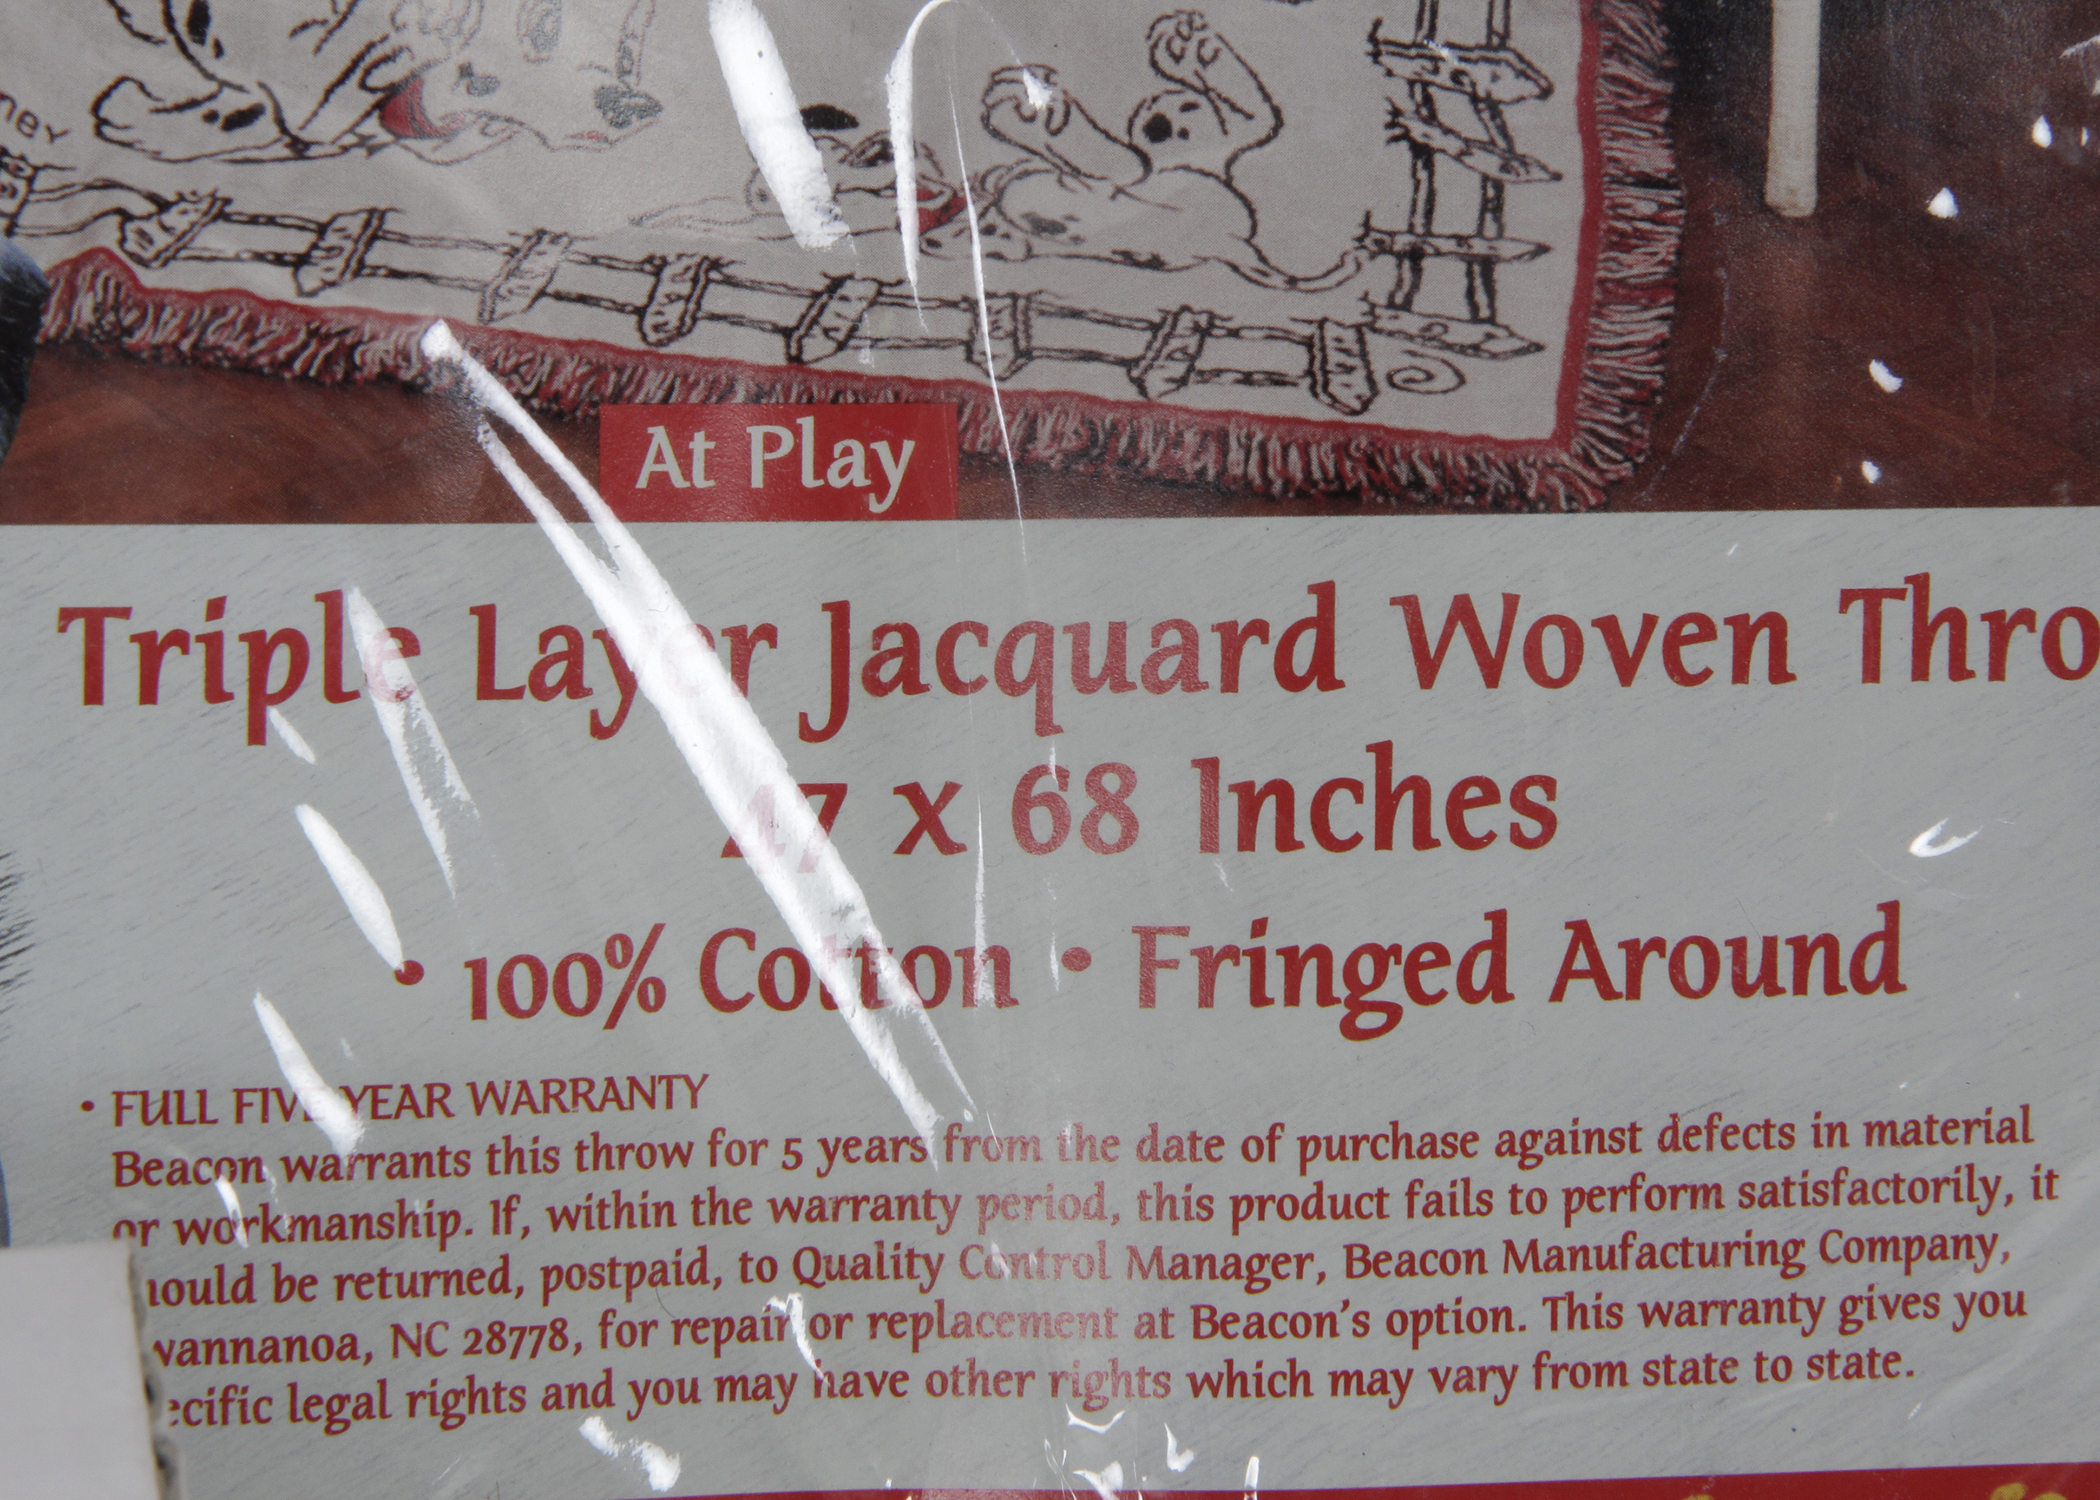 ney
At Play
Triple Layer Jacquard Woven Thro
x 68 Inches
• 100% Cotton • Fringed Around
• FULL FIVE YEAR WARRANTY
Beacon warrants this throw for 5 years from the date of purchase against defects in material
or workmanship. If, within the warranty period, this product fails to perform satisfactorily, it
hould be returned, postpaid, to Quality Control Manager, Beacon Manufacturing Company,
wannanoa, NC 28778, for repair or replacement at Beacon's option. This warranty gives you
ecific legal rights and you may have other rights which may vary from state to state.